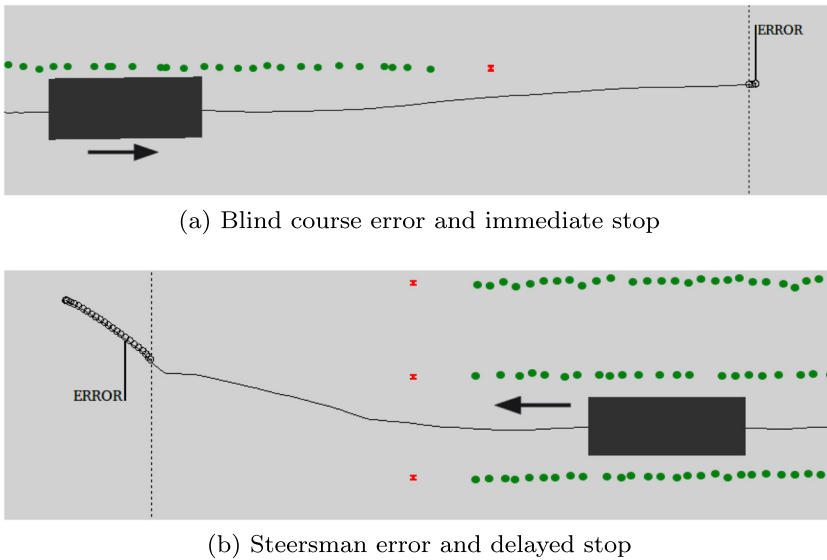 ERROR
(a) Blind course error and immediate stop
ERROR
(b) Steersman error and delayed stop